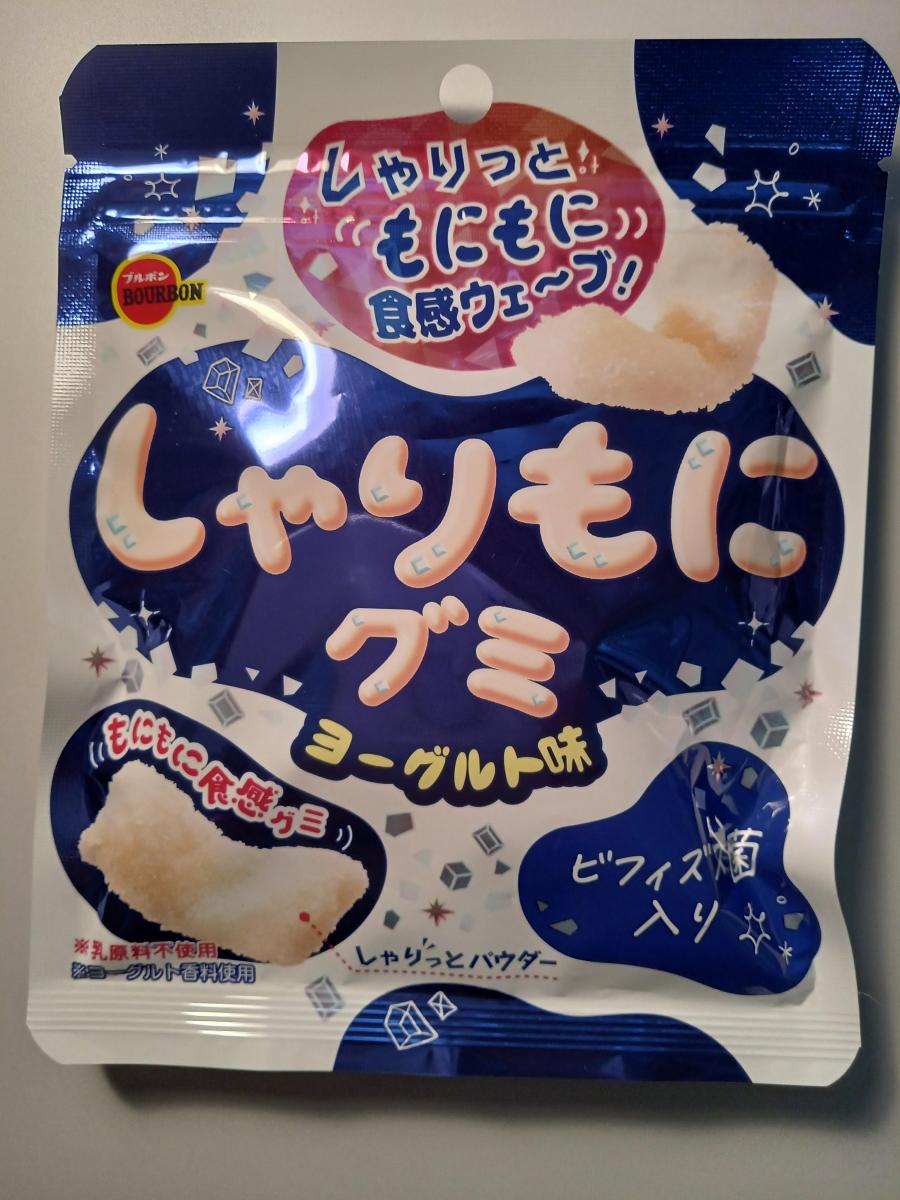 しゃりっと
もにもに
食感ウェ〜ブ!
ブルボン
BOURBON
しゃりもに
グミ
ヨーグルト味
もにもに食感グミ
ビフィズス菌
入り
※乳原料不使用
※ヨーグルト香料使用
しゃりっとパウダー